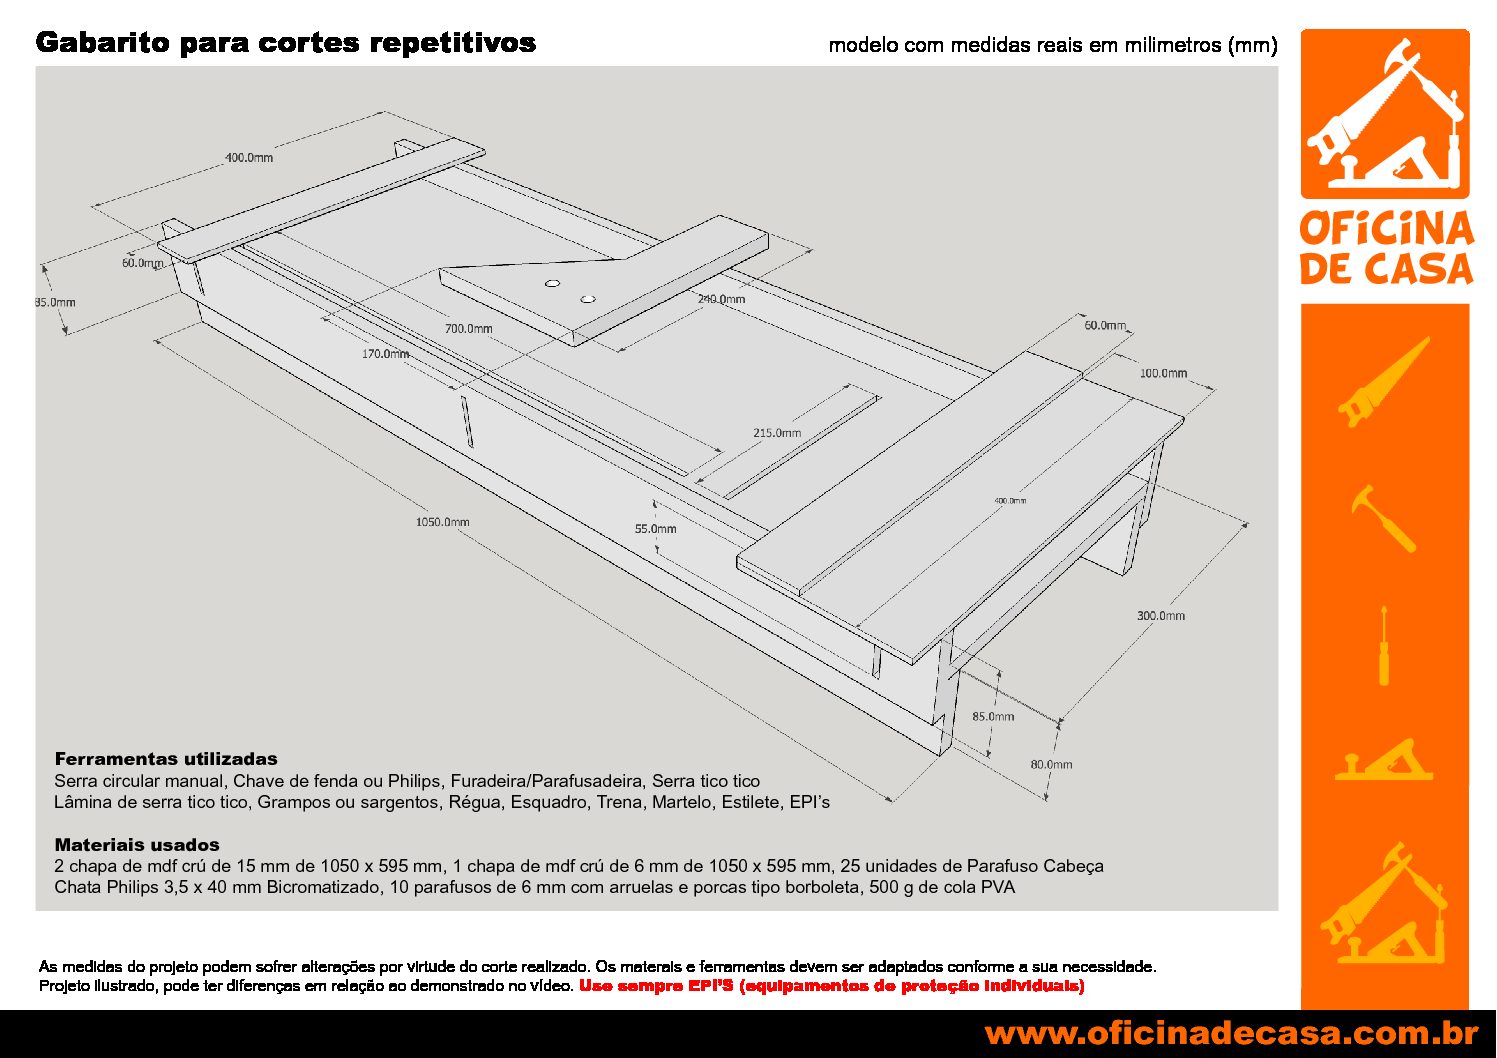 Gabarito para cortes repetitivos
modelo com medidas reais em milimetros (mm)
OFiCiNA
DE CASA
400.0mm
60.0mm
85.0mm
240.0mm
700.0mm
170.0mm
60.0mm
100.0mm
215.0mm
400.0mm
1050.0mm
55.0mm
300.0mm
85.0mm
80.0mm
Ferramentas utilizadas
Serra circular manual, Chave de fenda ou Philips, Furadeira/Parafusadeira, Serra tico tico
Lâmina de serra tico tico, Grampos ou sargentos, Régua, Esquadro, Trena, Martelo, Estilete, EPI’s
Materiais usados
2 chapa de mdf crú de 15 mm de 1050 x 595 mm, 1 chapa de mdf crú de 6 mm de 1050 x 595 mm, 25 unidades de Parafuso Cabeça
Chata Philips 3,5 x 40 mm Bicromatizado, 10 parafusos de 6 mm com arruelas e porcas tipo borboleta, 500 g de cola PVA
As medidas do projeto podem sofrer alterações por virtude do corte realizado. Os materais e ferramentas devem ser adaptados conforme a sua necessidade.
Projeto ilustrado, pode ter diferenças em relação ao demonstrado no vídeo. Use sempre EPI’S (equipamentos de proteção individuais)
www.oficinadecasa.com.br